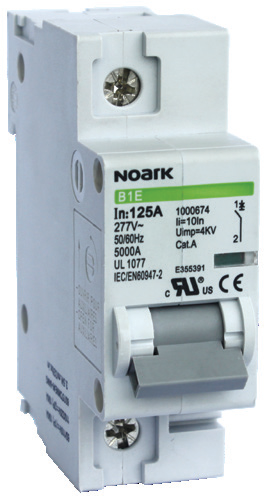 NOARK
B1E
In:125A
277V~
50/60Hz
5000A
UL 1077
IEC/EN60947-2
1000674
Ii=10In
Uimp=4KV
Cat.A
1
2
E355391
c RU US CE